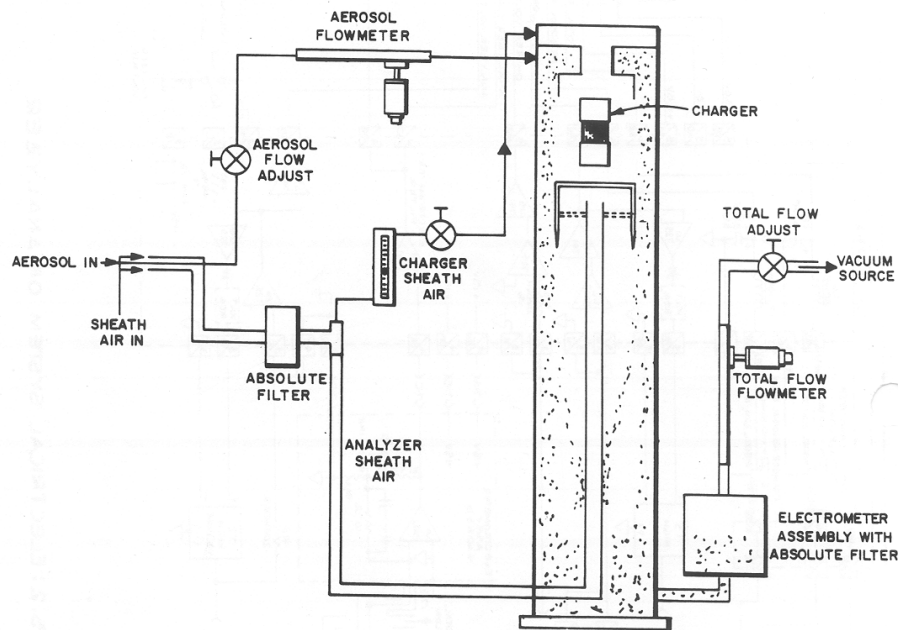 AEROSOL
FLOWMETER
CHARGER
AEROSOL
FLOW
ADJUST
TOTAL FLOW
ADJUST
AEROSOL IN
CHARGER
SHEATH
AIR
VACUUM
SOURCE
SHEATH
AIR IN
ABSOLUTE
FILTER
TOTAL FLOW
FLOWMETER
ANALYZER
SHEATH
AIR
ELECTROMETER
ASSEMBLY WITH
ABSOLUTE FILTER